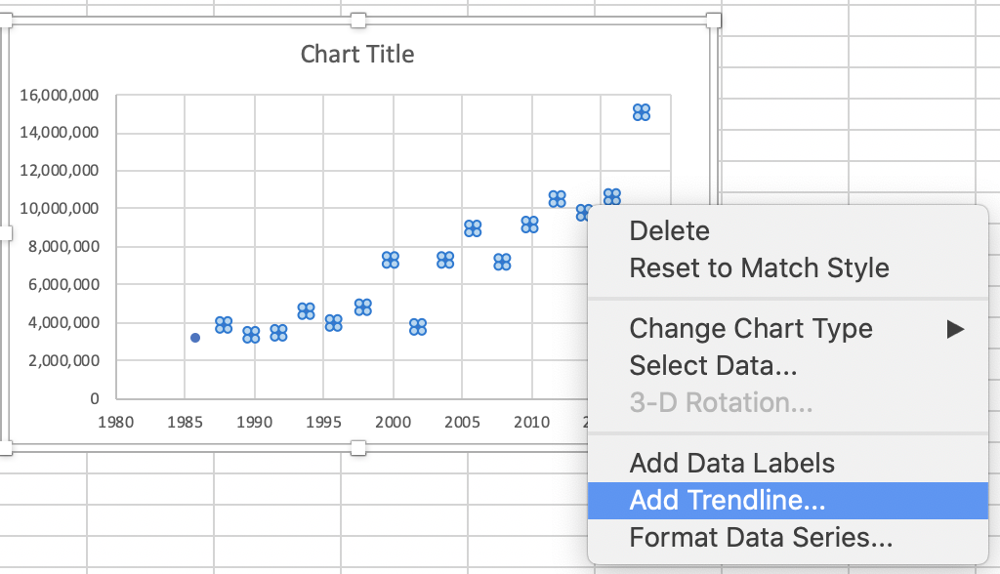 Chart Title
16,000,000
14,000,000
12,000,000
10,000,000
8,000,000
6,000,000
4,000,000
2,000,000
0
1980 1985 1990 1995 2000 2005 2010 2
Delete
Reset to Match Style
Change Chart Type
Select Data...
3-D Rotation...
Add Data Labels
Add Trendline...
Format Data Series...